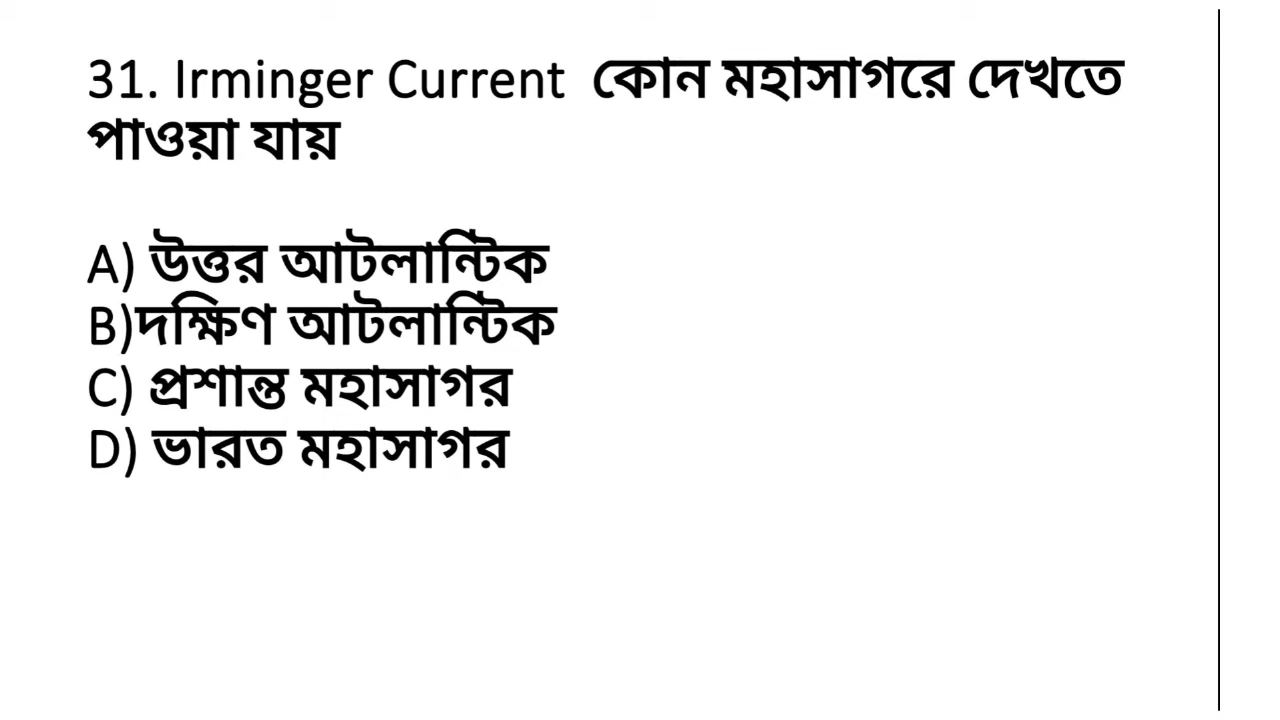 31. Irminger Current কোন মহাসাগরে দেখতে
পাওয়া যায়
A) উত্তর আটলান্টিক
B)দক্ষিণ আটলান্টিক
C) প্রশান্ত মহাসাগর
D) ভারত মহাসাগর